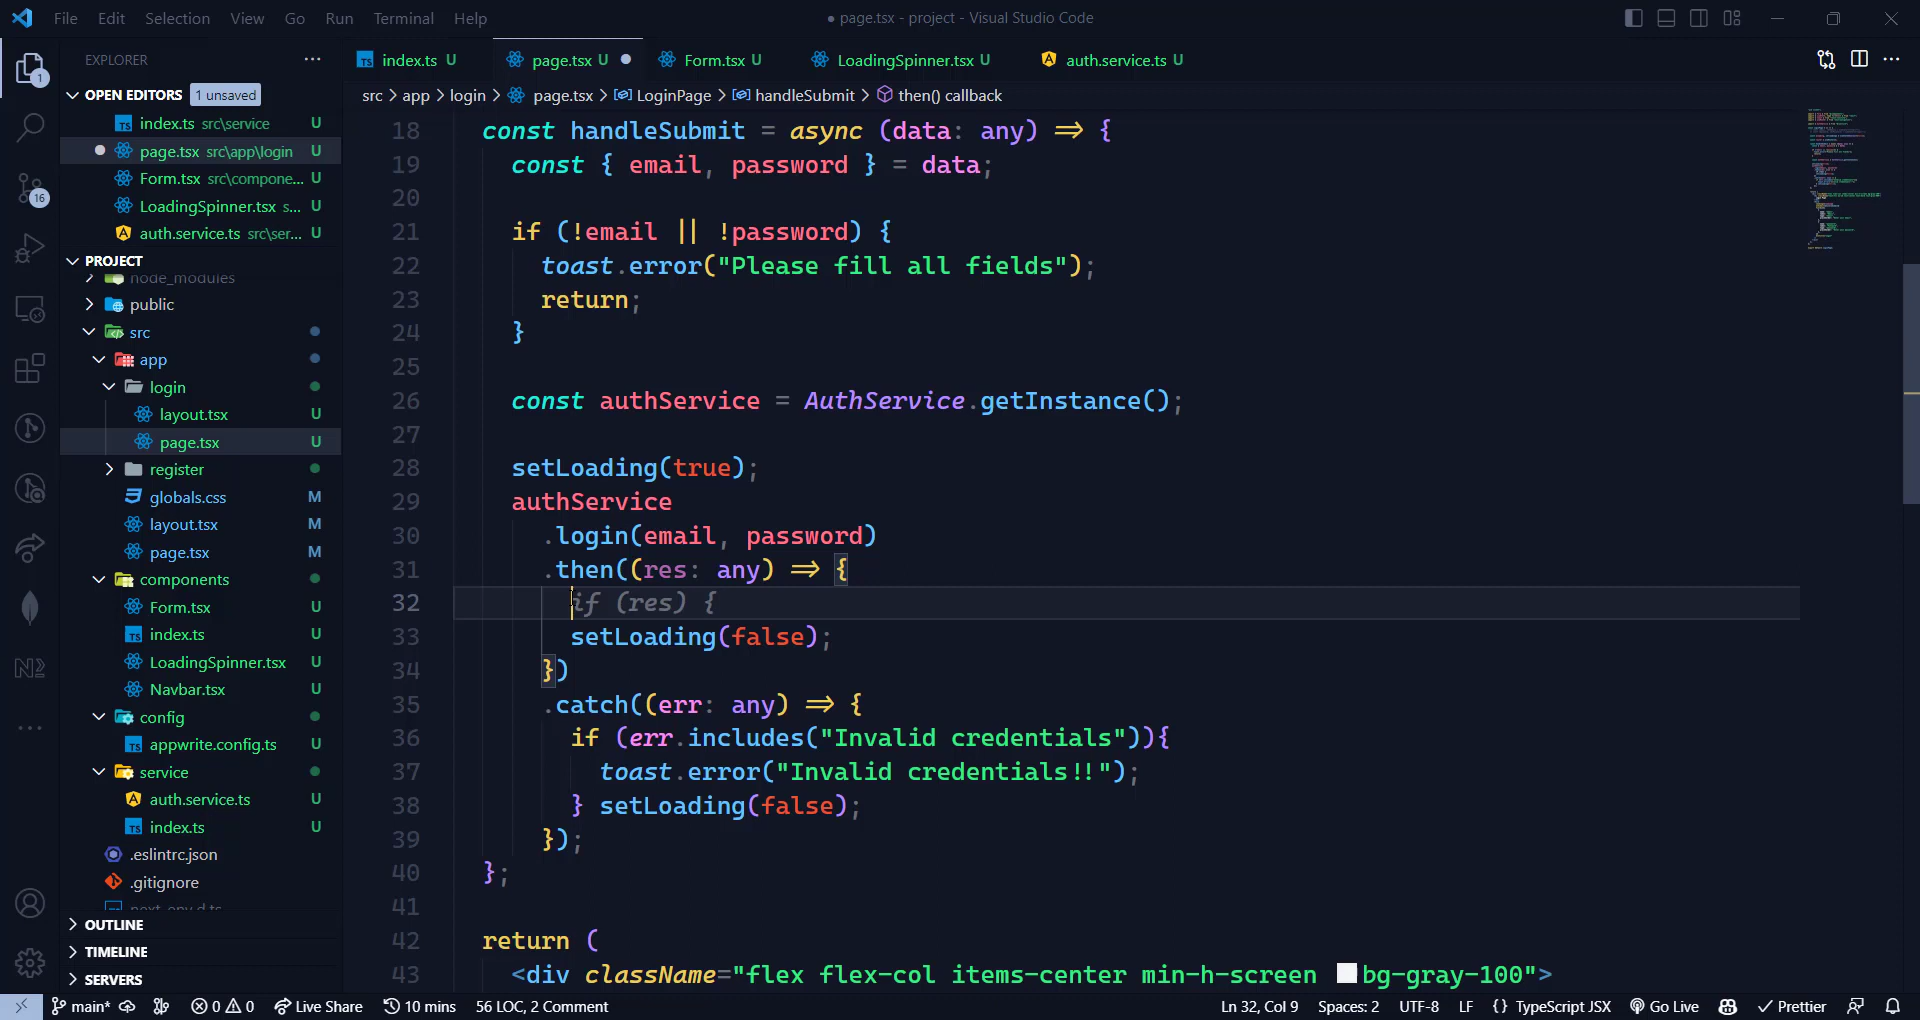 File Edit Selection View Go Run Terminal Help
● page.tsx - project - Visual Studio Code
EXPLORER ···
index.ts U
page.tsx U ●
Form.tsx U
LoadingSpinner.tsx U
auth.service.ts U
OPEN EDITORS 1 unsaved
index.ts src\service U
● page.tsx src\app\login U
Form.tsx src\compone... U
LoadingSpinner.tsx s... U
auth.service.ts src\ser... U
PROJECT
node_modules
public
src
app
login
layout.tsx U
page.tsx U
register
globals.css M
layout.tsx M
page.tsx M
components
Form.tsx U
index.ts U
LoadingSpinner.tsx U
Navbar.tsx U
config
appwrite.config.ts U
service
auth.service.ts U
index.ts U
.eslintrc.json
.gitignore
next-env.d.ts
OUTLINE
TIMELINE
SERVERS
1
16
src > app > login > page.tsx > LoginPage > handleSubmit > then() callback
18 const handleSubmit = async (data: any) => {
19 const { email, password } = data;
20
21 if (!email || !password) {
22 toast.error("Please fill all fields");
23 return;
24 }
25
26 const authService = AuthService.getInstance();
27
28 setLoading(true);
29 authService
30 .login(email, password)
31 .then((res: any) => {
32 if (res) {
33 setLoading(false);
34 })
35 .catch((err: any) => {
36 if (err.includes("Invalid credentials")){
37 toast.error("Invalid credentials!!");
38 } setLoading(false);
39 });
40 };
41
42 return (
43 <div className="flex flex-col items-center min-h-screen bg-gray-100">
main* 0 0 Live Share 10 mins 56 LOC, 2 Comment Ln 32, Col 9 Spaces: 2 UTF-8 LF {} TypeScript JSX Go Live Prettier